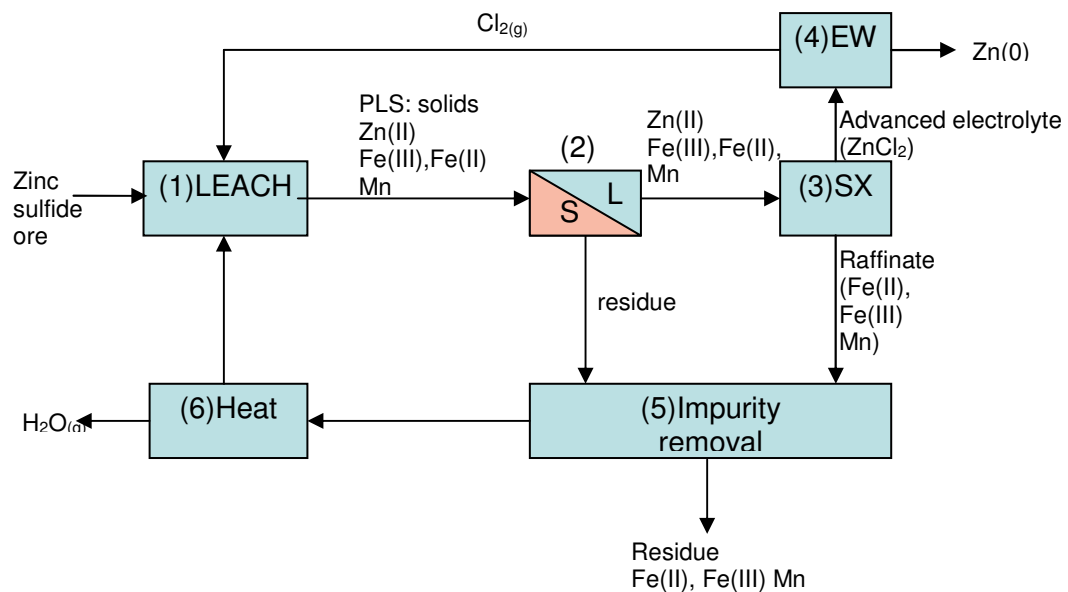 Cl2(g)
(4)EW
Zn(0)
PLS: solids
Zn(II)
Fe(III),Fe(II)
Mn
(2)
Zn(II)
Fe(III),Fe(II),
Mn
Advanced electrolyte
(ZnCl2)
Zinc
sulfide
ore
(1)LEACH
L
S
(3)SX
residue
Raffinate
(Fe(II),
Fe(III)
Mn)
H2O(g)
(6)Heat
(5)Impurity
removal
Residue
Fe(II), Fe(III) Mn